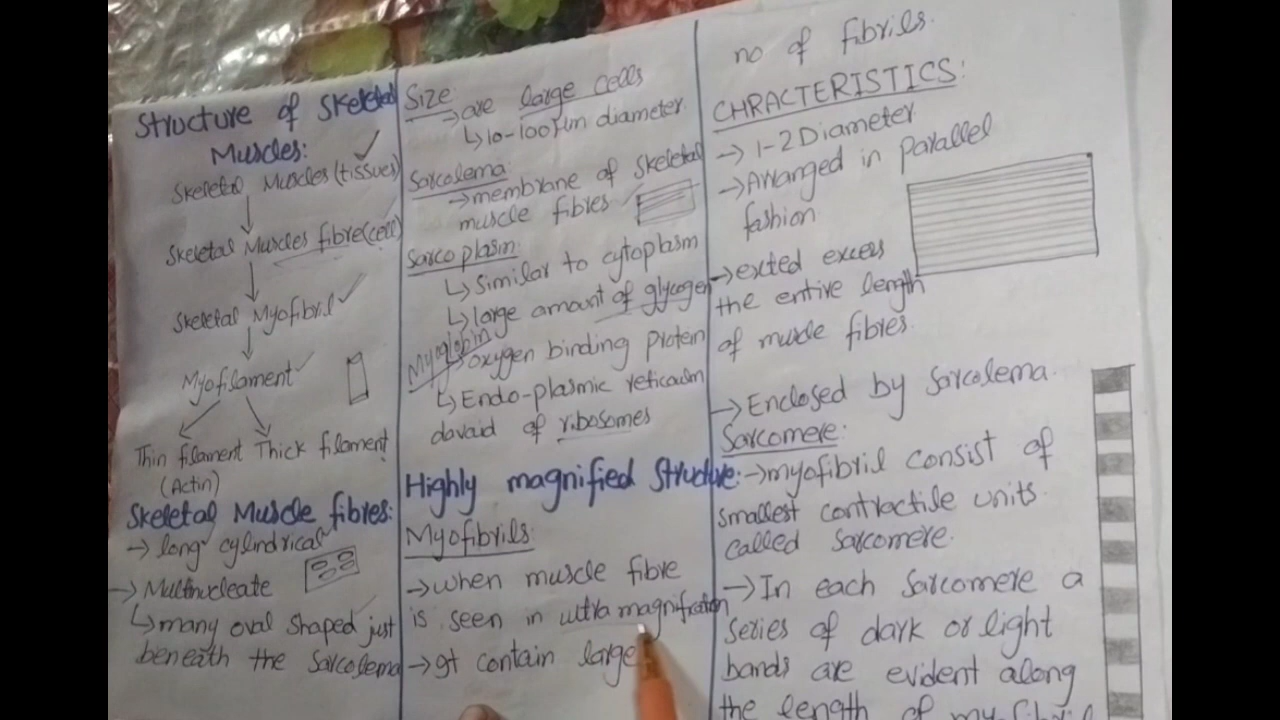 Structure of Skeletal
Muscles:
Skeletal Muscles (tissues)
Skeletal Muscles fibre(cell)
Skeletal Myofibril
Myofilament
Thin filament Thick filament
(Actin)
Skeletal Muscle fibres:
→ long cylindrical
→ Multinucleate
↳ many oval shaped just
beneath the Sarcolema
Size:
→ are large cells
↳ 10-100μm diameter
Sarcolema:
→ membrane of skeletal
muscle fibres
Sarcoplasm:
↳ Similar to cytoplasm
↳ large amount of glycogen
Myoglobin → oxygen binding protein
↳ Endo-plasmic reticulum
davaid of ribosomes
Highly magnified Structure:
Myofibrils:
→ when muscle fibre
is seen in ultra magnification
→ It contain large
no of fibrils.
CHRACTERISTICS:
→ 1-2 Diameter
→ Arranged in parallel
fashion
→ exted excess
the entire length
of muscle fibres.
→ Enclosed by Sarcolema.
Sarcomere:
→ myofibril consist of
smallest contractile units
called Sarcomere.
→ In each Sarcomere a
series of dark or light
bands are evident along
the length of myofibril